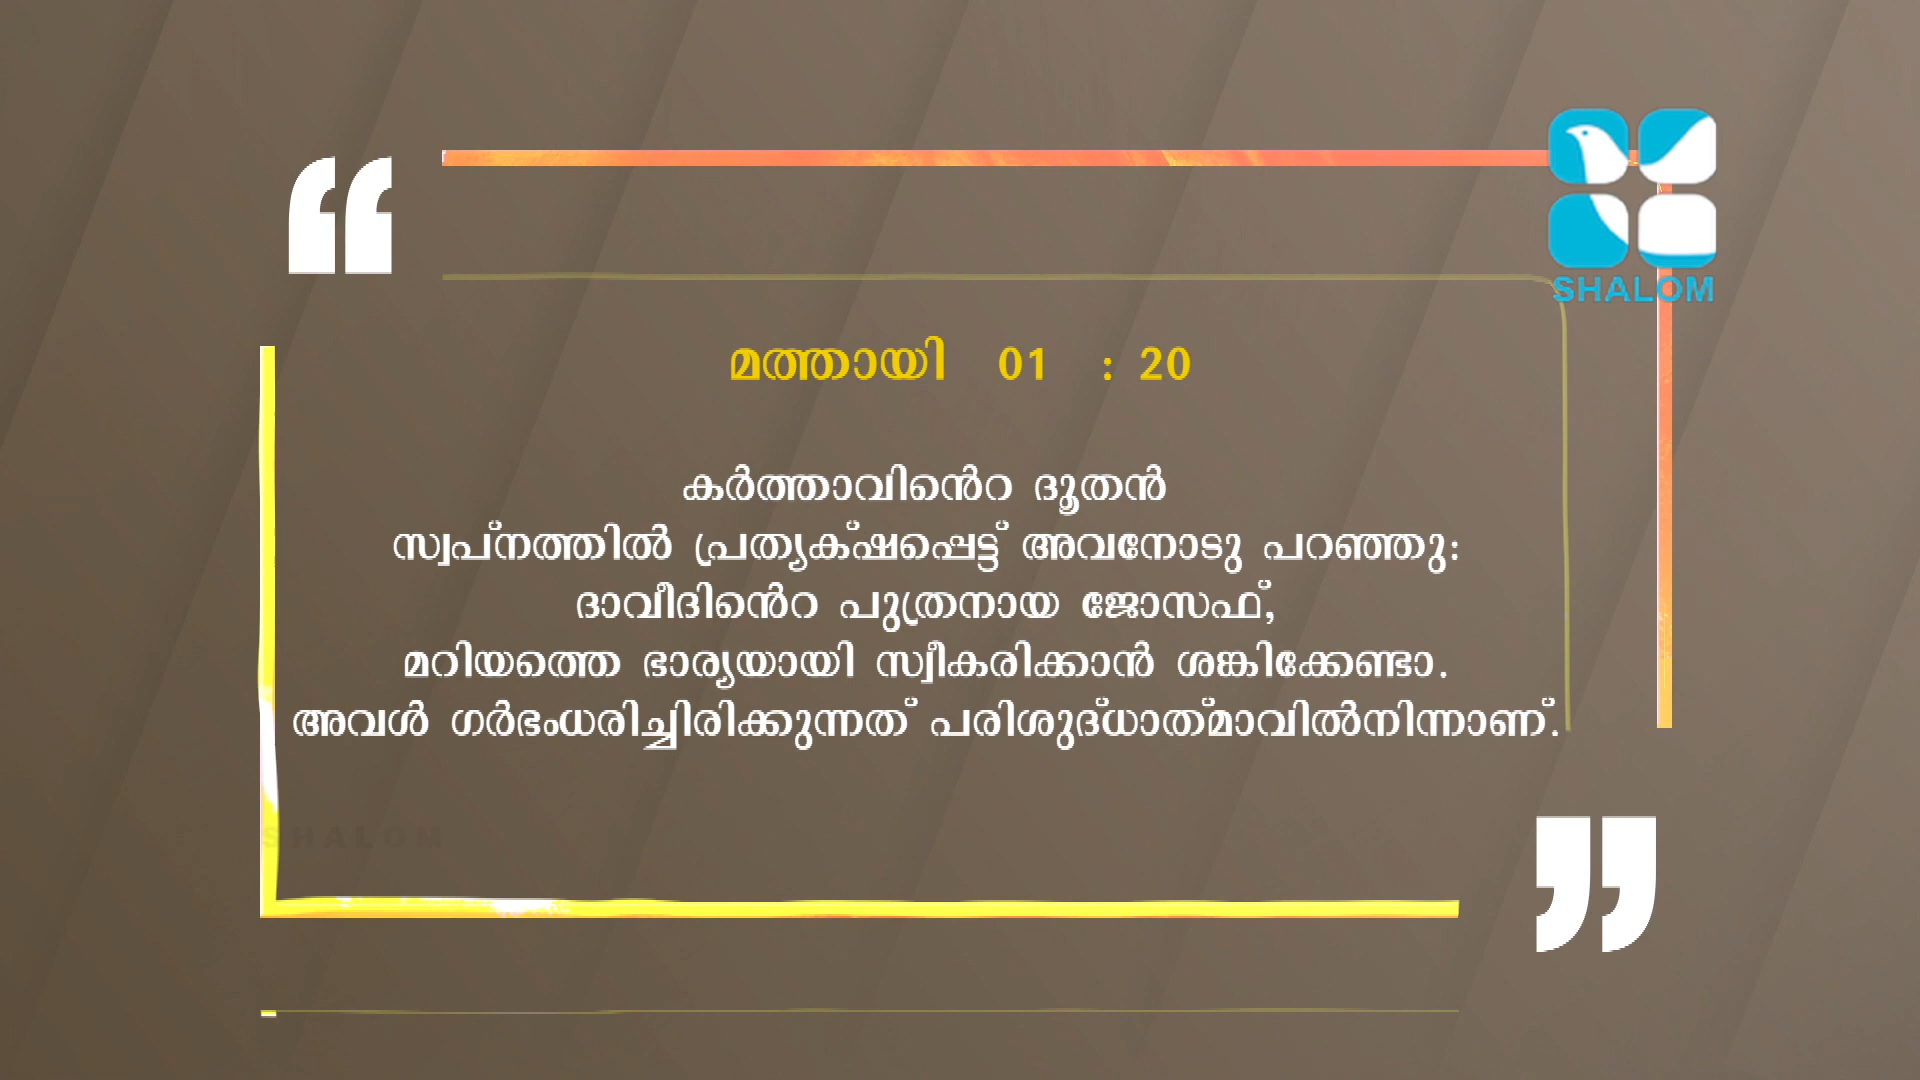 SHALOM
മത്തായി 01 : 20
കർത്താവിൻെറ ദൂതൻ
സ്വപ്‌നത്തിൽ പ്രത്യക്‌ഷപ്പെട്ട്‌ അവനോടു പറഞ്ഞു:
ദാവീദിൻെറ പുത്രനായ ജോസഫ്‌,
മറിയത്തെ ഭാര്യയായി സ്വീകരിക്കാൻ ശങ്കിക്കേണ്ടാ.
അവൾ ഗർഭംധരിച്ചിരിക്കുന്നത്‌ പരിശുദ്‌ധാത്‌മാവിൽനിന്നാണ്‌.
SHALOM